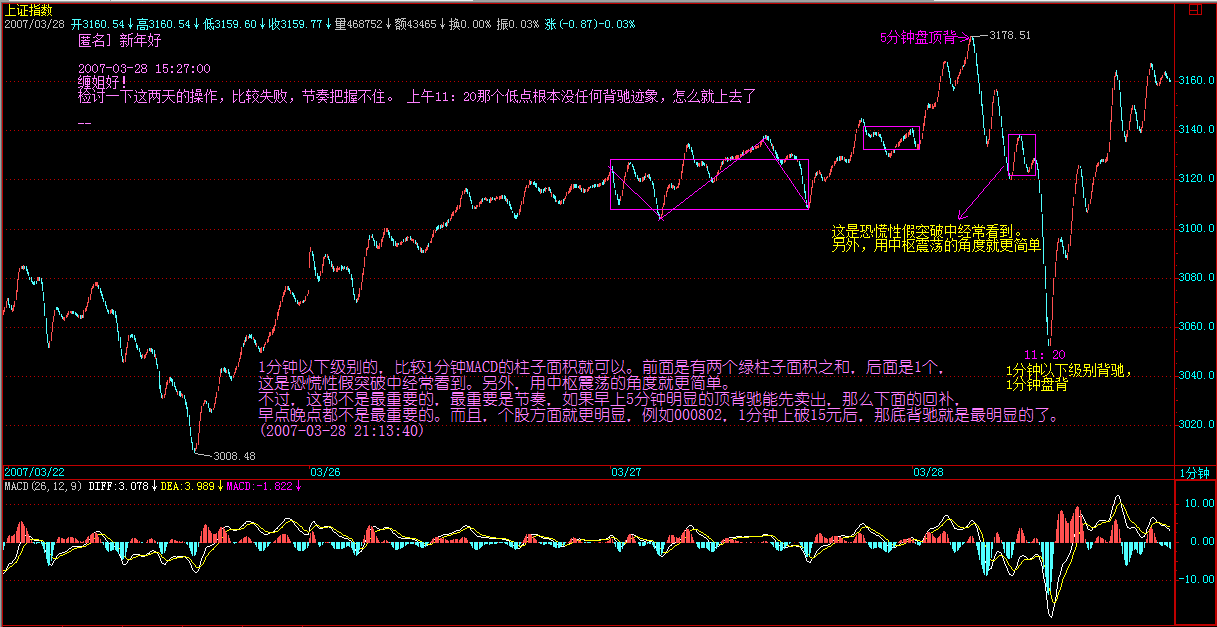 上证指数
2007/03/28 开3160.54↓高3160.54↓低3159.60↓收3159.77↓量468752↓额43465↓换0.00% 振0.03% 涨(-0.87)-0.03%
匿名] 新年好
2007-03-28 15:27:00
缠姐好！
检讨一下这两天的操作，比较失败，节奏把握不住。 上午11：20那个低点根本没任何背驰迹象，怎么就上去了
--
5分钟盘顶背
3178.51
3160.0
3140.0
3120.0
3100.0
3080.0
3060.0
3040.0
3020.0
这是恐慌性假突破中经常看到。
另外，用中枢震荡的角度就更简单
11：20
1分钟以下级别背驰，
1分钟盘背
1分钟以下级别的，比较1分钟MACD的柱子面积就可以。前面是有两个绿柱子面积之和，后面是1个，
这是恐慌性假突破中经常看到。另外，用中枢震荡的角度就更简单。
不过，这都不是最重要的，最重要是节奏，如果早上5分钟明显的顶背驰能先卖出，那么下面的回补，
早点晚点都不是最重要的。而且，个股方面就更明显，例如000802，1分钟上破15元后，那底背驰就是最明显的了。
(2007-03-28 21:13:40)
3008.48
2007/03/22 03/26 03/27 03/28 1分钟
MACD(26,12,9) DIFF:3.078↓DEA:3.989↓MACD:-1.822↓
10.00
0.00
-10.00